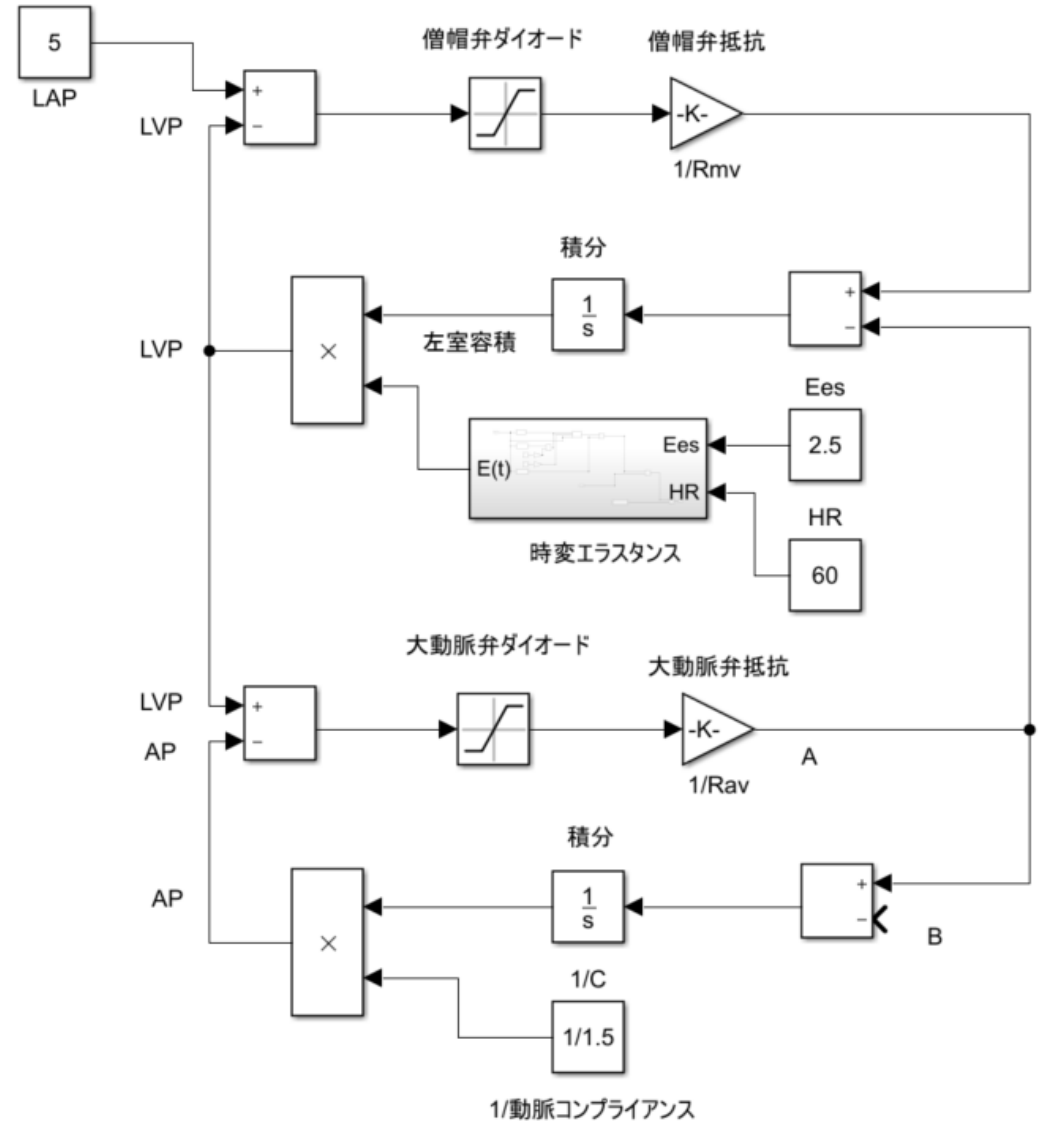 5
LAP
僧帽弁ダイオード
僧帽弁抵抗
+
−
LVP
-K-
1/Rmv
積分
1
s
+
−
左室容積
LVP
×
Ees
2.5
E(t)
Ees
HR
HR
60
時変エラスタンス
大動脈弁ダイオード
大動脈弁抵抗
LVP
+
−
AP
-K-
A
1/Rav
積分
1
s
+
−
B
AP
×
1/C
1/1.5
1/動脈コンプライアンス